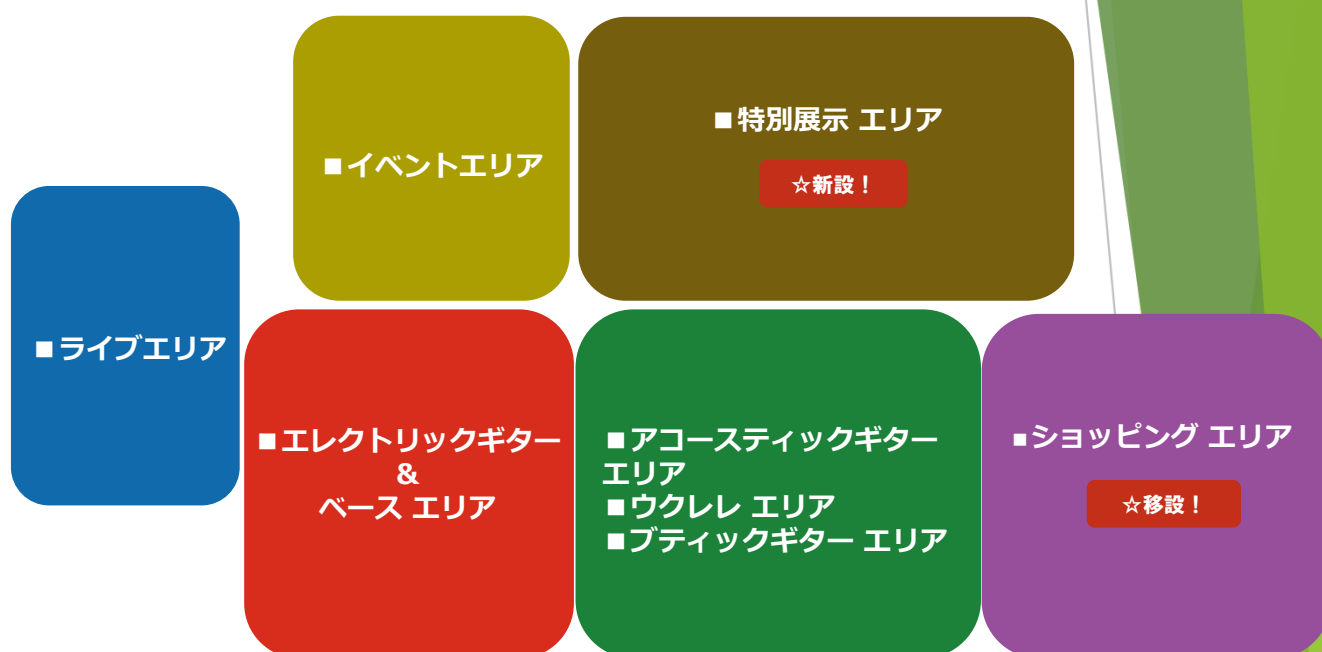 ■イベントエリア
■特別展示 エリア
☆新設！
■ライブエリア
■エレクトリックギター
&
ベース エリア
■アコースティックギター
エリア
■ウクレレ エリア
■ブティックギター エリア
■ショッピング エリア
☆移設！